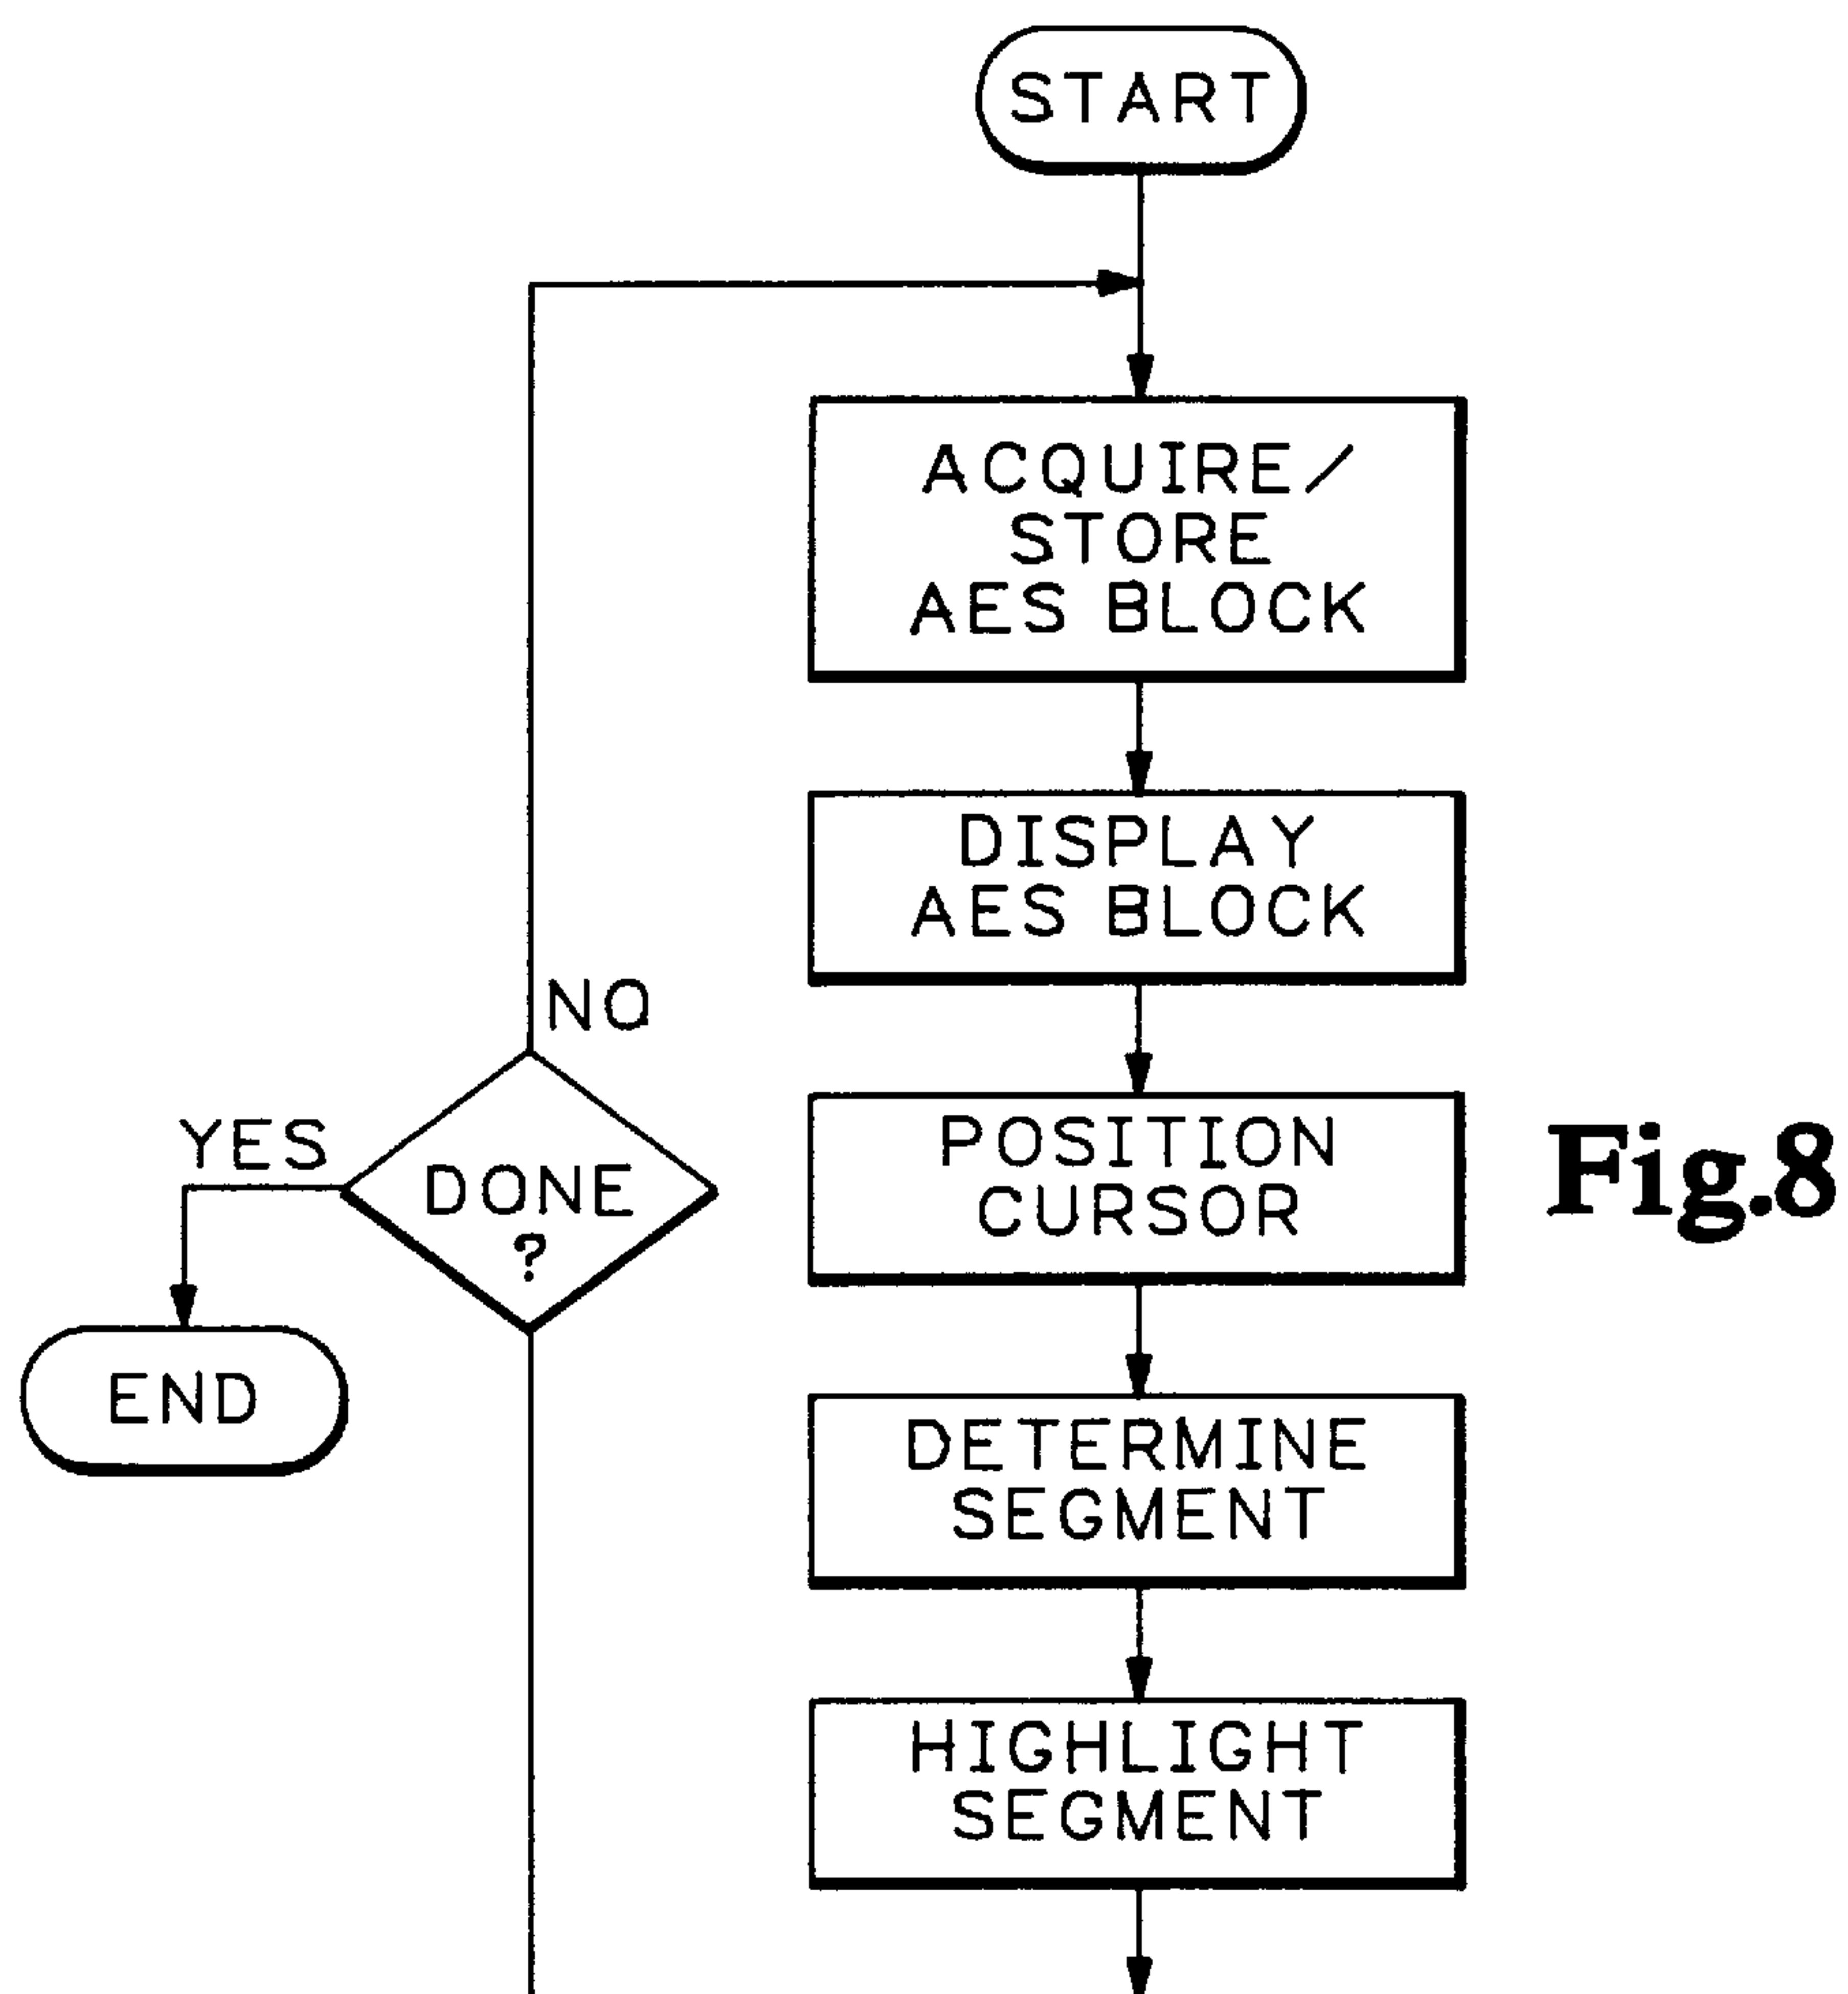 START
ACQUIRE/
STORE
AES BLOCK
DISPLAY
AES BLOCK
NO
YES
DONE
?
POSITION
CURSOR
Fig.8
END
DETERMINE
SEGMENT
HIGHLIGHT
SEGMENT